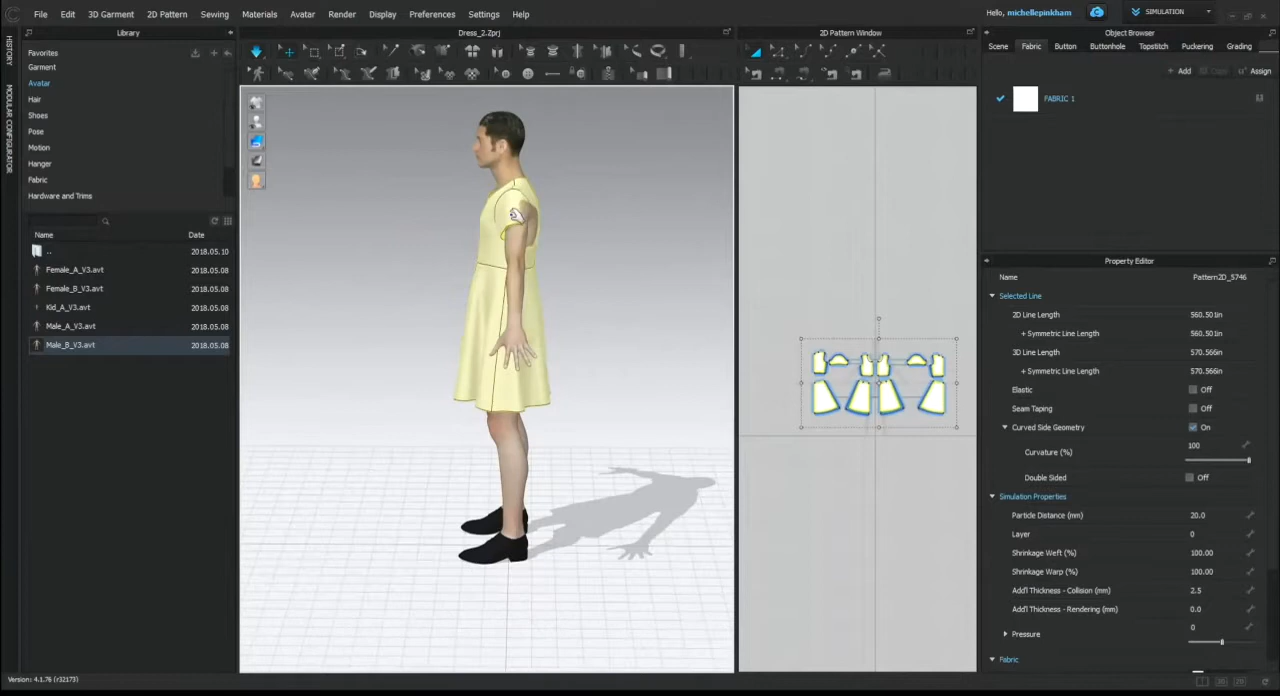 File Edit 3D Garment 2D Pattern Sewing Materials Avatar Render Display Preferences Settings Help
Hello, michellepinkham SIMULATION
Library
Dress_2.Zprj
2D Pattern Window
Object Browser
HISTORY
MODULAR CONFIGURATOR
Favorites
Garment
Avatar
Hair
Shoes
Pose
Motion
Hanger
Fabric
Hardware and Trims
Name Date
.. 2018.05.10
Female_A_V3.avt 2018.05.08
Female_B_V3.avt 2018.05.08
Kid_A_V3.avt 2018.05.08
Male_A_V3.avt 2018.05.08
Male_B_V3.avt 2018.05.08
Scene Fabric Button Buttonhole Topstitch Puckering Grading
+ Add Copy Assign
FABRIC 1
Property Editor
Name Pattern2D_5746
Selected Line
2D Line Length 560.501in
+ Symmetric Line Length 560.501in
3D Line Length 570.566in
+ Symmetric Line Length 570.566in
Elastic Off
Seam Taping Off
Curved Side Geometry On
Curvature (%) 100
Double Sided Off
Simulation Properties
Particle Distance (mm) 20.0
Layer 0
Shrinkage Weft (%) 100.00
Shrinkage Warp (%) 100.00
Add'l Thickness - Collision (mm) 2.5
Add'l Thickness - Rendering (mm) 0.0
Pressure 0
Fabric
Version: 4.1.76 (r32173)